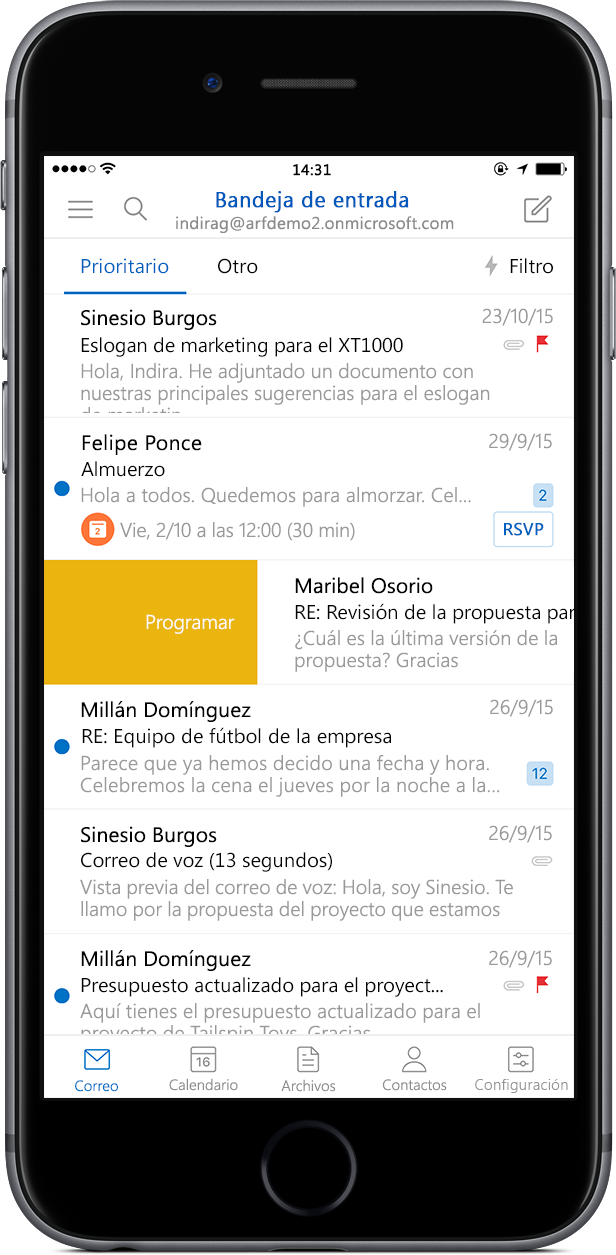 14:31
Bandeja de entrada
indirag@arfdemo2.onmicrosoft.com
Prioritario Otro Filtro
Sinesio Burgos 23/10/15
Eslogan de marketing para el XT1000
Hola, Indira. He adjuntado un documento con
nuestras principales sugerencias para el eslogan
de marketin
Felipe Ponce 29/9/15
Almuerzo
Hola a todos. Quedemos para almorzar. Cel... 2
2 Vie, 2/10 a las 12:00 (30 min) RSVP
Programar
Maribel Osorio
RE: Revisión de la propuesta par
¿Cuál es la última versión de la
propuesta? Gracias
Millán Domínguez 26/9/15
RE: Equipo de fútbol de la empresa
Parece que ya hemos decido una fecha y hora.
Celebremos la cena el jueves por la noche a la... 12
Sinesio Burgos 26/9/15
Correo de voz (13 segundos)
Vista previa del correo de voz: Hola, soy Sinesio. Te
llamo por la propuesta del proyecto que estamos
Millán Domínguez 26/9/15
Presupuesto actualizado para el proyect...
Aquí tienes el presupuesto actualizado para el
proyecto de Tailspin Toys. Gracias
16
Correo Calendario Archivos Contactos Configuración